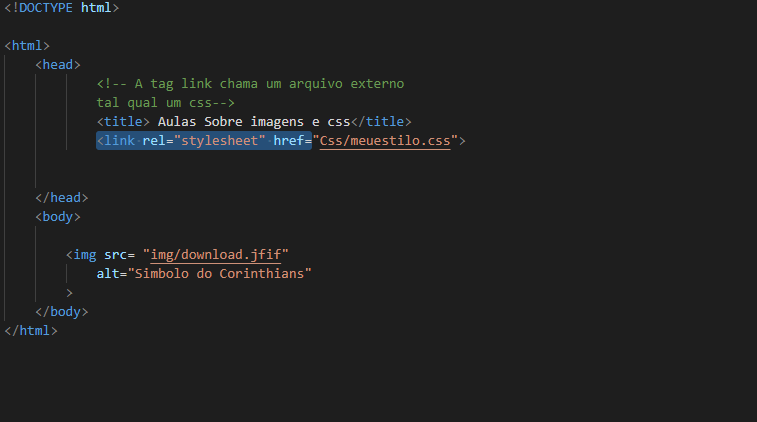 <!DOCTYPE html>
<html>
<head>
<!-- A tag link chama um arquivo externo
tal qual um css-->
<title> Aulas Sobre imagens e css</title>
<link rel="stylesheet" href="Css/meuestilo.css">
</head>
<body>
<img src= "img/download.jfif"
alt="Simbolo do Corinthians"
>
</body>
</html>